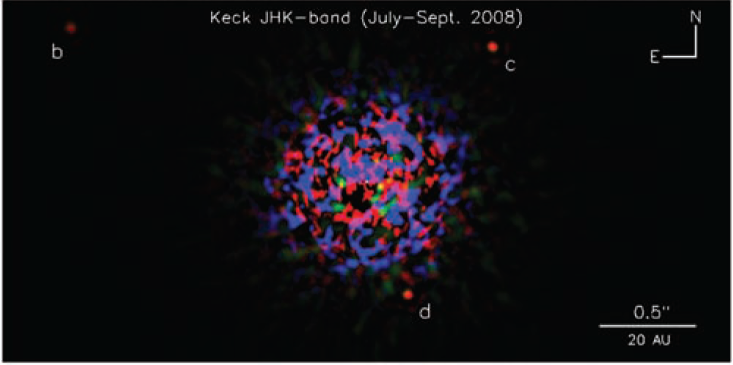 Keck JHK-band (July-Sept. 2008)
N
b
c
E
d
0.5"
20 AU